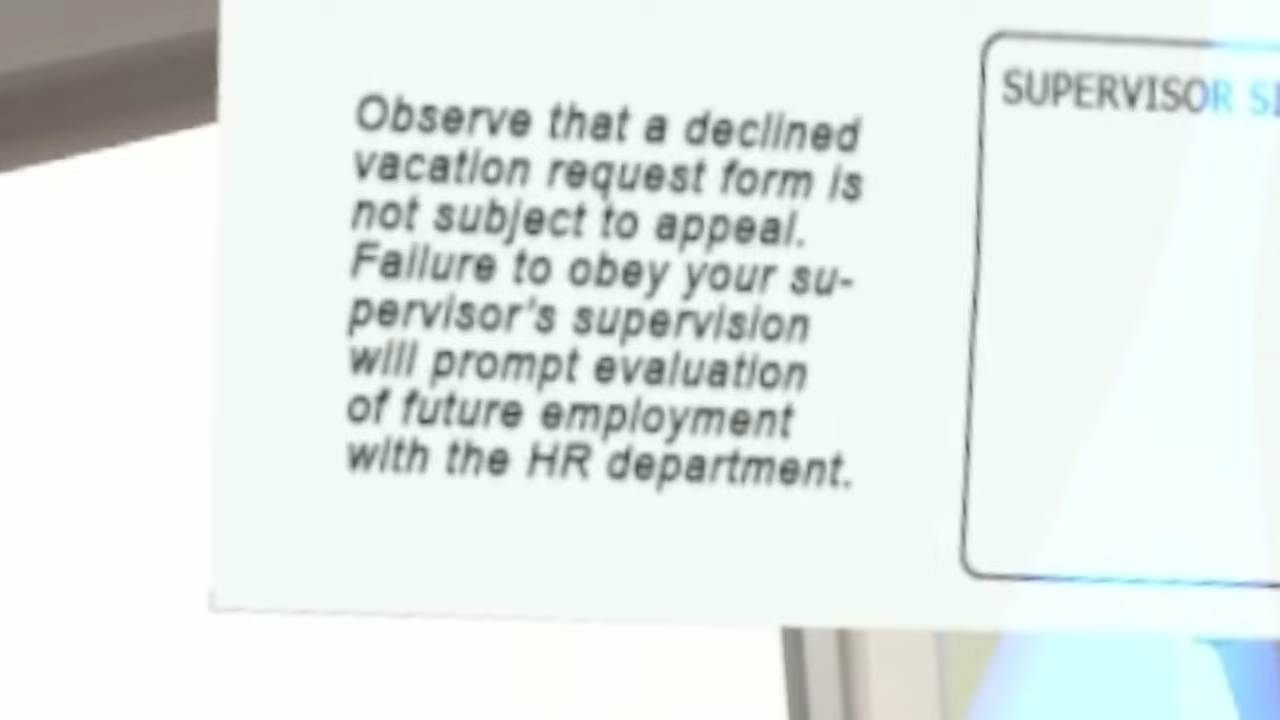 Observe that a declined
vacation request form is
not subject to appeal.
Failure to obey your su-
pervisor's supervision
will prompt evaluation
of future employment
with the HR department.
SUPERVISOR